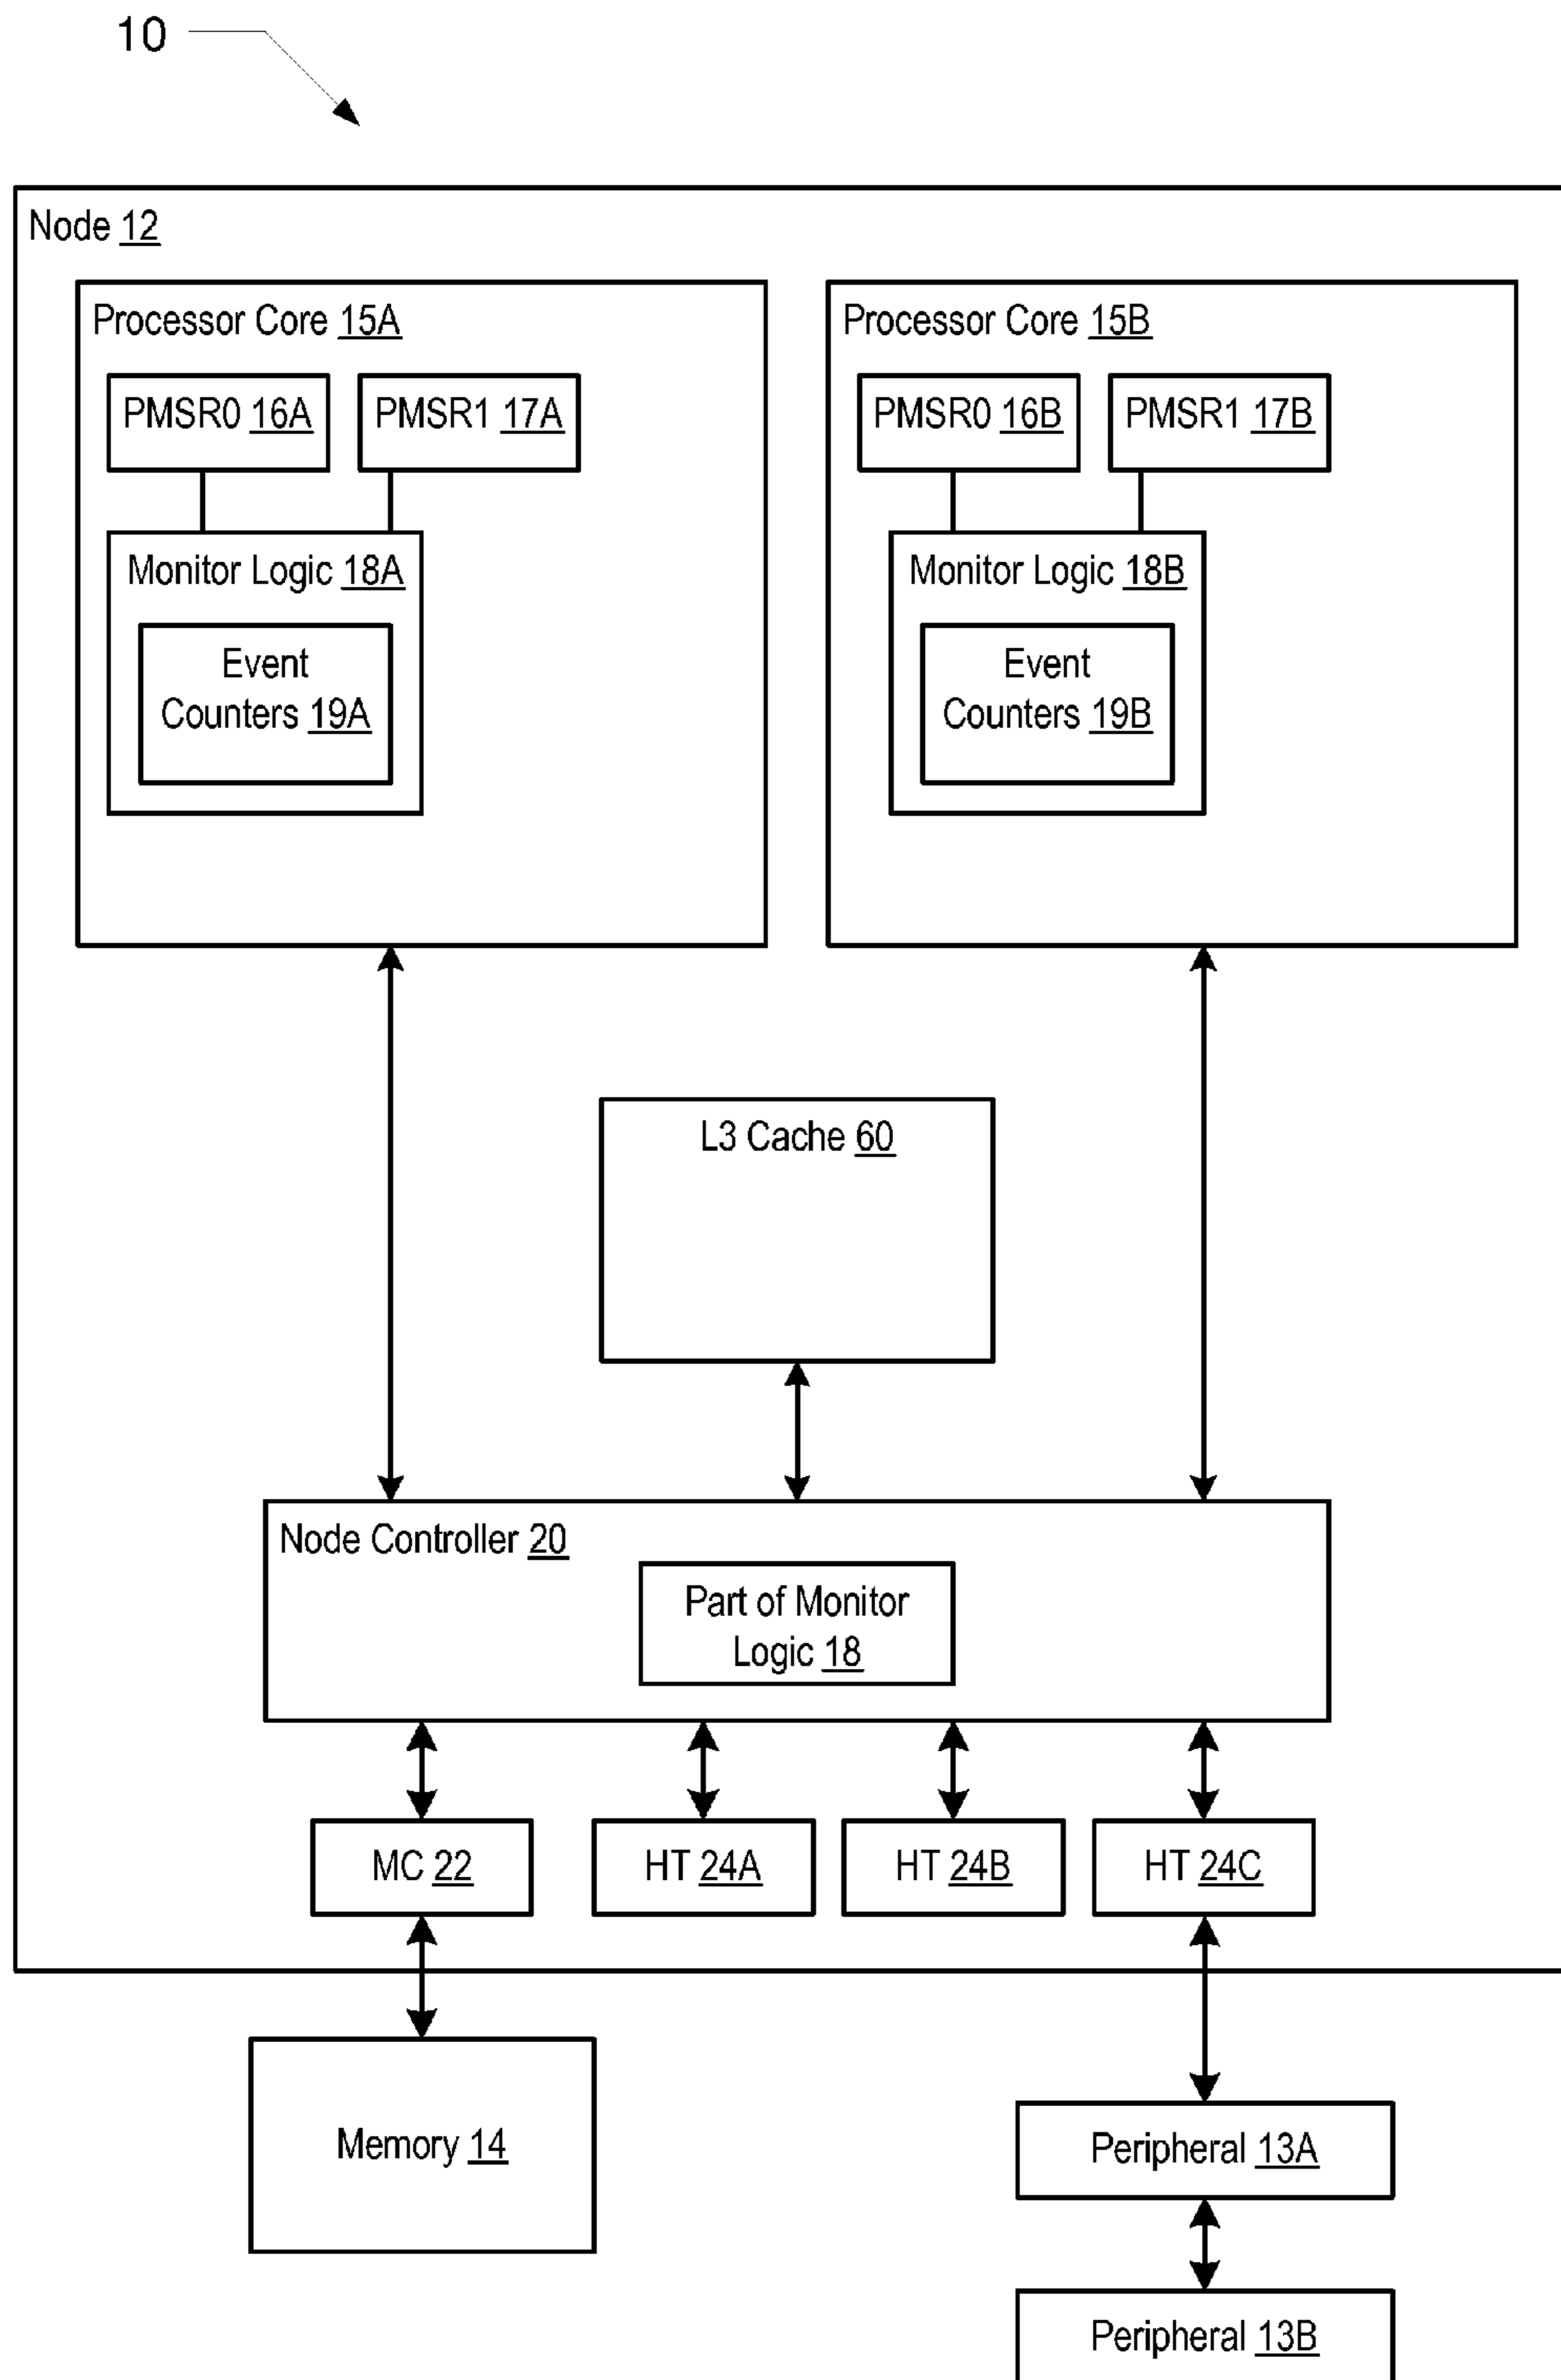 10
Node 12
Processor Core 15A
PMSR0 16A
PMSR1 17A
Monitor Logic 18A
Event
Counters 19A
Processor Core 15B
PMSR0 16B
PMSR1 17B
Monitor Logic 18B
Event
Counters 19B
L3 Cache 60
Node Controller 20
Part of Monitor
Logic 18
MC 22
HT 24A
HT 24B
HT 24C
Memory 14
Peripheral 13A
Peripheral 13B